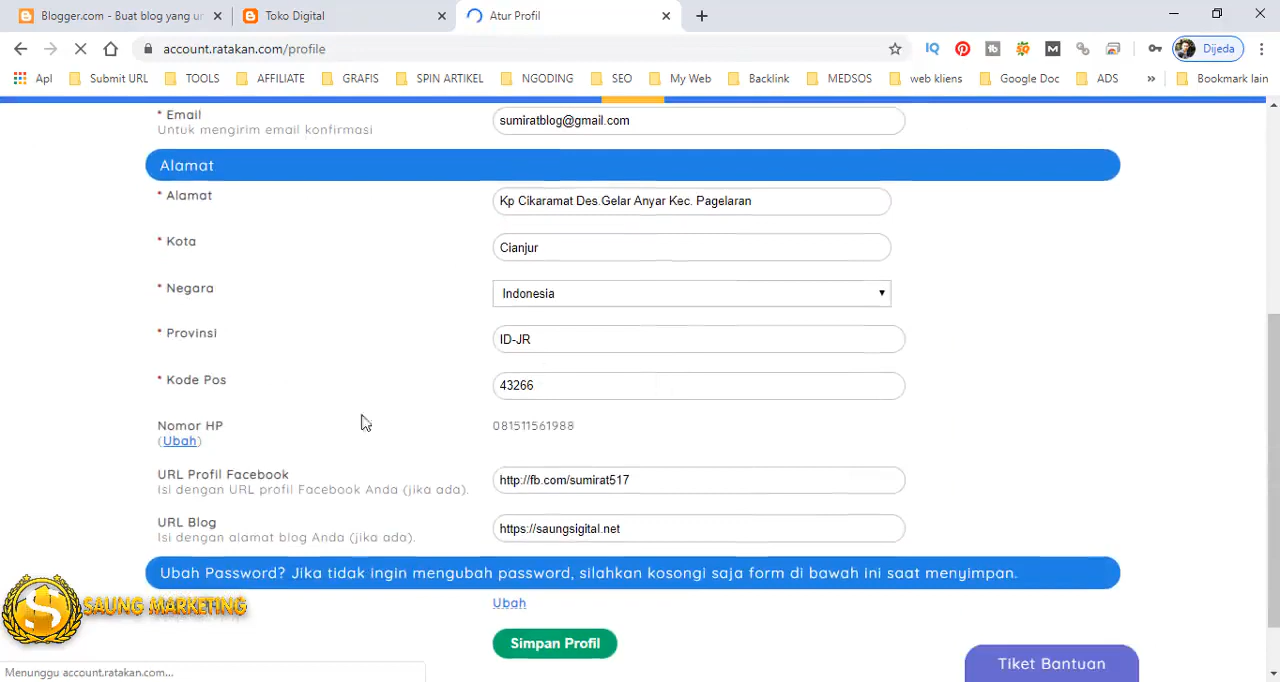 Blogger.com - Buat blog yang ur
Toko Digital
Atur Profil
account.ratakan.com/profile
IQ
tb
M
Dijeda
Apl
Submit URL
TOOLS
AFFILIATE
GRAFIS
SPIN ARTIKEL
NGODING
SEO
My Web
Backlink
MEDSOS
web kliens
Google Doc
ADS
»
Bookmark lain
* Email
sumiratblog@gmail.com
Untuk mengirim email konfirmasi
Alamat
* Alamat
Kp Cikaramat Des.Gelar Anyar Kec. Pagelaran
* Kota
Cianjur
* Negara
Indonesia
* Provinsi
ID-JR
* Kode Pos
43266
Nomor HP
081511561988
(Ubah)
URL Profil Facebook
http://fb.com/sumirat517
Isi dengan URL profil Facebook Anda (jika ada).
URL Blog
https://saungsigital.net
Isi dengan alamat blog Anda (jika ada).
Ubah Password? Jika tidak ingin mengubah password, silahkan kosongi saja form di bawah ini saat menyimpan.
Ubah
SAUNG MARKETING
Simpan Profil
Tiket Bantuan
Menunggu account.ratakan.com...